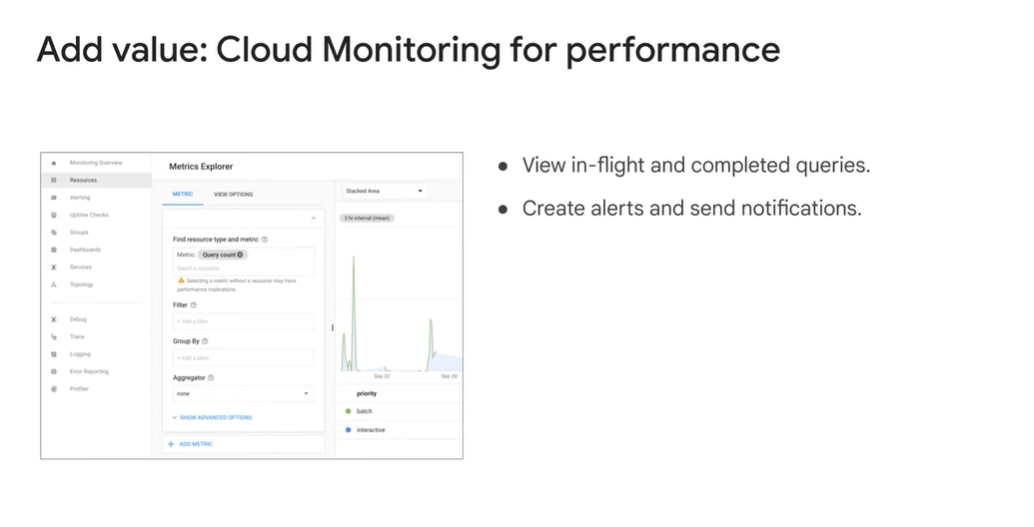 Add value: Cloud Monitoring for performance
Monitoring Overview
Resources
Alerting
Uptime Checks
Groups
Dashboards
Services
Topology
Debug
Trace
Logging
Error Reporting
Profiler
Metrics Explorer
METRIC VIEW OPTIONS
Find resource type and metric
Metric: Query count
Select a resource
Selecting a metric without a resource may have
performance implications.
Filter
+ Add a filter
Group By
+ Add a label
Aggregator
none
SHOW ADVANCED OPTIONS
+ ADD METRIC
Stacked Area
3 hr interval (mean)
Sep 22 Sep 29
priority
batch
interactive
● View in-flight and completed queries.
● Create alerts and send notifications.